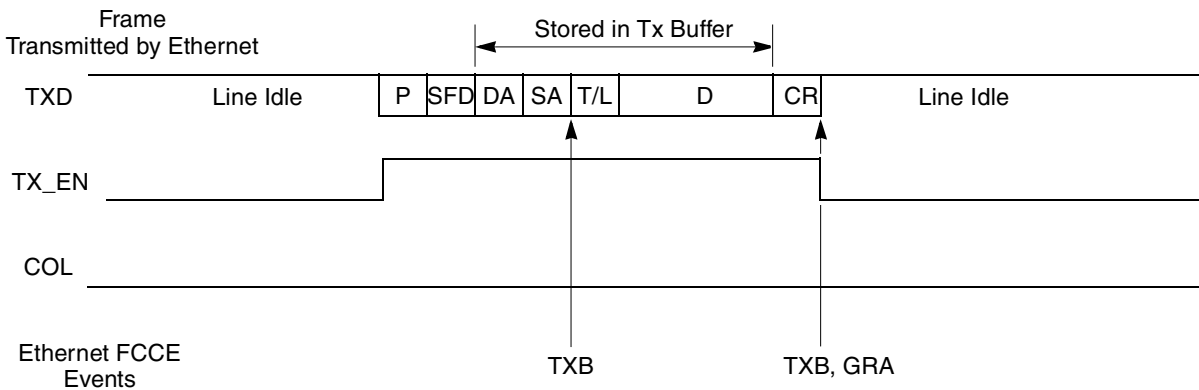 Frame
Transmitted by Ethernet
Stored in Tx Buffer
TXD
Line Idle
P
SFD
DA
SA
T/L
D
CR
Line Idle
TX_EN
COL
Ethernet FCCE
Events
TXB
TXB, GRA